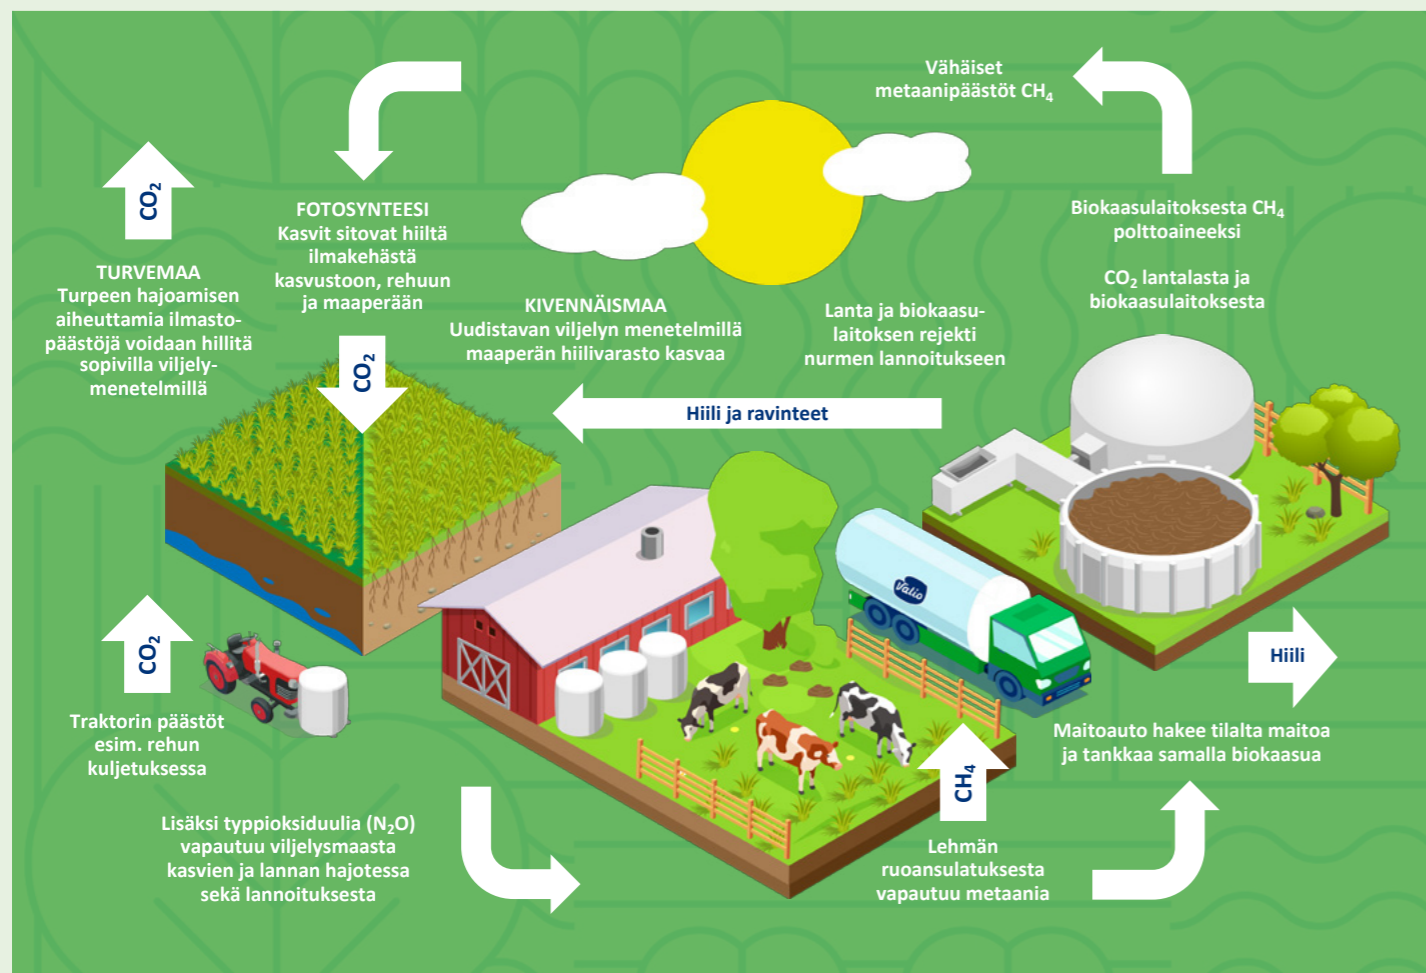 Vähäiset
metaanipäästöt CH₄
CO₂
TURVEMAA
Turpeen hajoamisen
aiheuttamia ilmasto-
päästöjä voidaan hillitä
sopivilla viljely-
menetelmillä
FOTOSYNTEESI
Kasvit sitovat hiiltä
ilmakehästä
kasvustoon, rehuun
ja maaperään
CO₂
KIVENNÄISMAA
Uudistavan viljelyn menetelmillä
maaperän hiilivarasto kasvaa
Lanta ja biokaasu-
laitoksen rejekti
nurmen lannoitukseen
Biokaasulaitoksesta CH₄
polttoaineeksi
CO₂ lantalasta ja
biokaasulaitoksesta
Hiili ja ravinteet
Valio
CO₂
Traktorin päästöt
esim. rehun
kuljetuksessa
Hiili
Maitoauto hakee tilalta maitoa
ja tankkaa samalla biokaasua
Lisäksi typpioksiduulia (N₂O)
vapautuu viljelysmaasta
kasvien ja lannan hajotessa
sekä lannoituksesta
CH₄
Lehmän
ruoansulatuksesta
vapautuu metaania